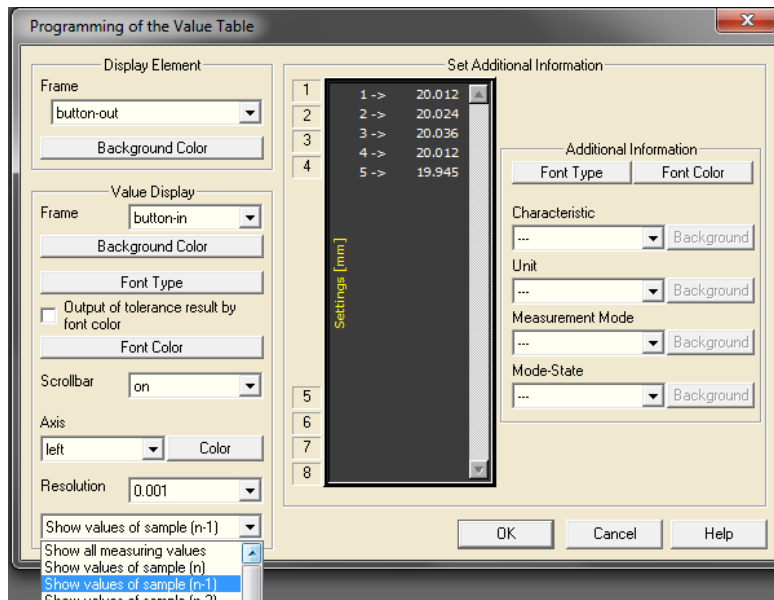 Programming of the Value Table
x
Display Element
Frame
button-out
Background Color
Value Display
Frame
button-in
Background Color
Font Type
Output of tolerance result by
font color
Font Color
Scrollbar
on
Axis
left
Color
Resolution
0.001
Show values of sample (n-1)
Show all measuring values
Show values of sample (n)
Show values of sample (n-1)
Show values of sample (n-2)
Set Additional Information
1
2
3
4
5
6
7
8
1 -> 20.012
2 -> 20.024
3 -> 20.036
4 -> 20.012
5 -> 19.945
Settings [mm]
Additional Information
Font Type
Font Color
Characteristic
---
Background
Unit
---
Background
Measurement Mode
---
Background
Mode-State
---
Background
OK
Cancel
Help